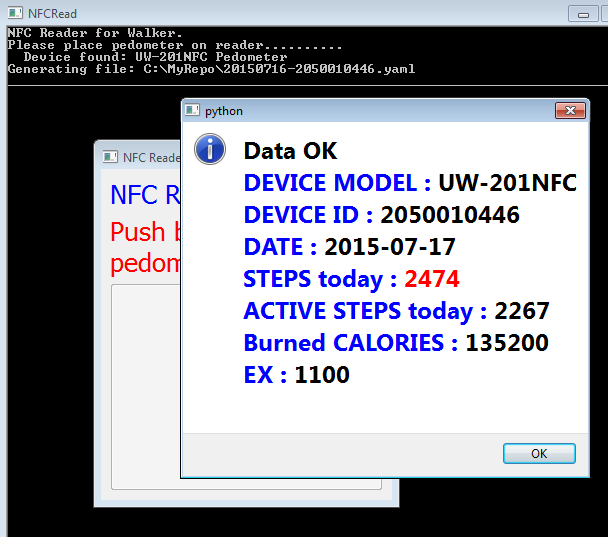 NFCRead
NFC Reader for Walker.
Please place pedometer on reader..........
Device found: UW-201NFC Pedometer
Generating file: C:\MyRepo\20150716-2050010446.yaml
python
NFC Reade
NFC R
Push b
pedom
Data OK
DEVICE MODEL : UW-201NFC
DEVICE ID : 2050010446
DATE : 2015-07-17
STEPS today : 2474
ACTIVE STEPS today : 2267
Burned CALORIES : 135200
EX : 1100
OK